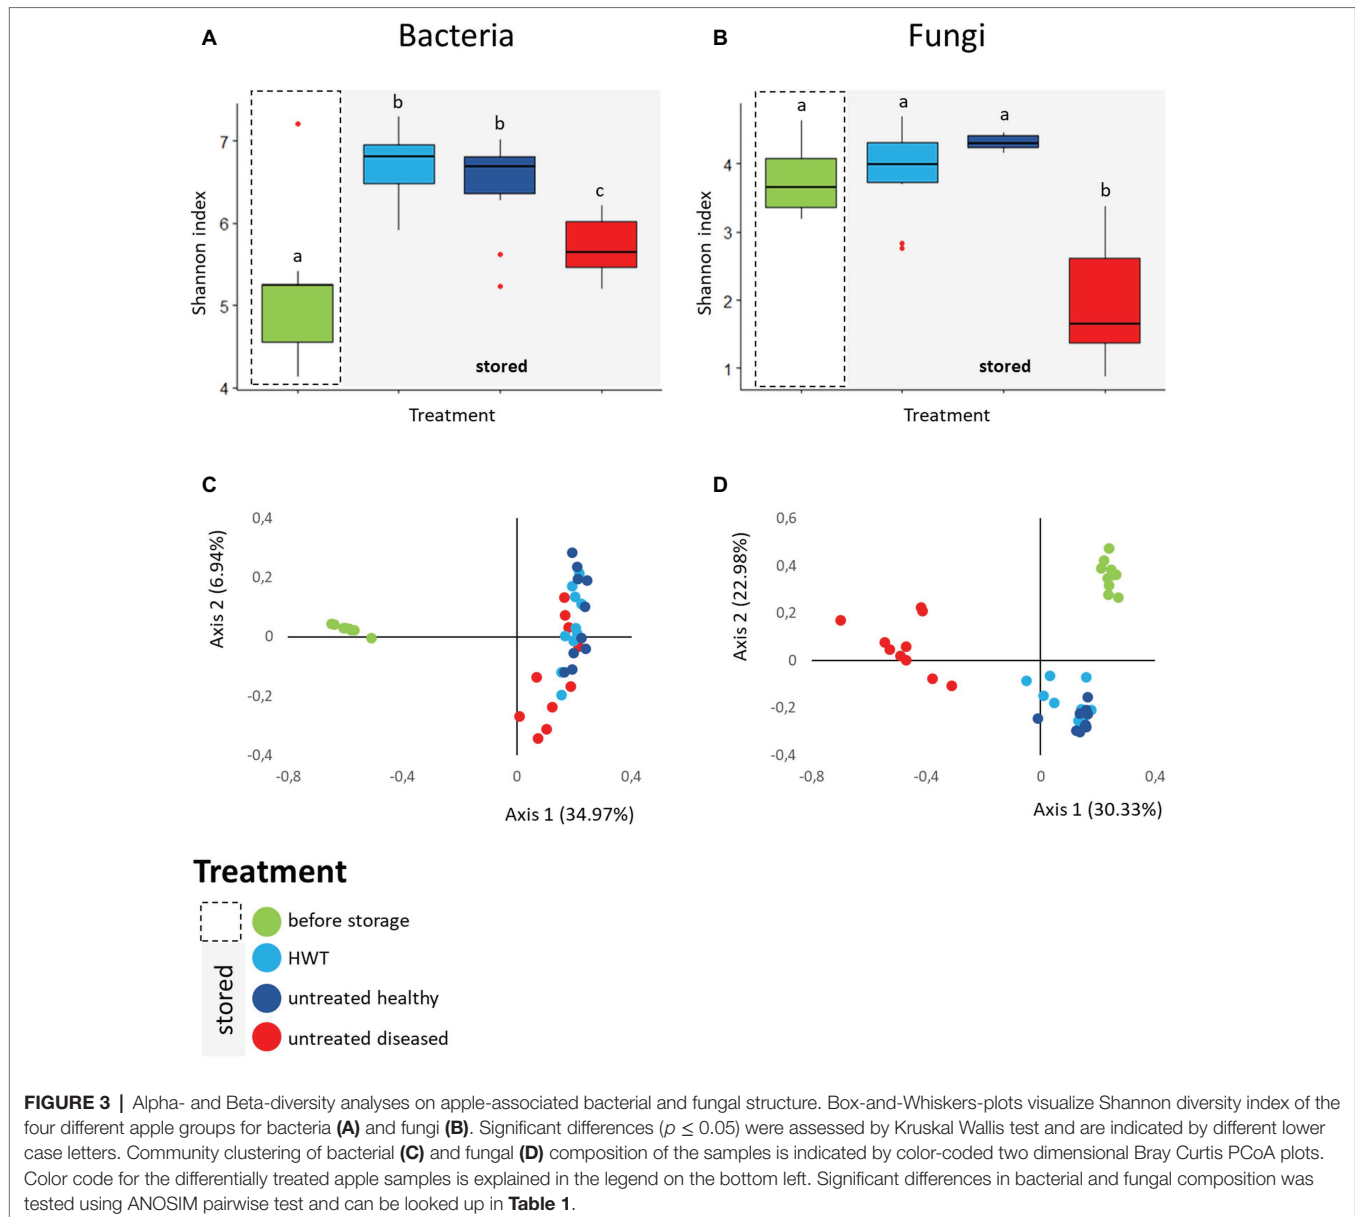 A Bacteria
B Fungi
Shannon index
7
6
5
4
a
b
b
c
stored
Treatment
Shannon index
4
3
2
1
a
a
a
b
stored
Treatment
C
Axis 2 (6.94%)
0,4
0,2
0
-0,2
-0,4
-0,8 -0,4 0 0,4
Axis 1 (34.97%)
D
Axis 2 (22.98%)
0,6
0,4
0,2
0
-0,2
-0,4
-0,8 -0,4 0 0,4
Axis 1 (30.33%)
Treatment
before storage
stored
HWT
untreated healthy
untreated diseased
FIGURE 3 | Alpha- and Beta-diversity analyses on apple-associated bacterial and fungal structure. Box-and-Whiskers-plots visualize Shannon diversity index of the
four different apple groups for bacteria (A) and fungi (B). Significant differences (p ≤ 0.05) were assessed by Kruskal Wallis test and are indicated by different lower
case letters. Community clustering of bacterial (C) and fungal (D) composition of the samples is indicated by color-coded two dimensional Bray Curtis PCoA plots.
Color code for the differentially treated apple samples is explained in the legend on the bottom left. Significant differences in bacterial and fungal composition was
tested using ANOSIM pairwise test and can be looked up in Table 1.